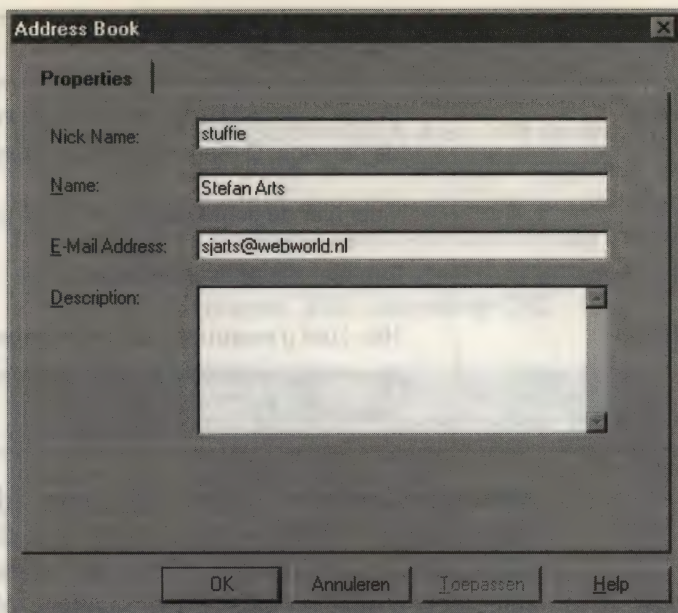 Address Book
Properties
Nick Name: stuffie
Name: Stefan Arts
E-Mail Address: sjarts@webworld.nl
Description:
OK Annuleren Toepassen Help